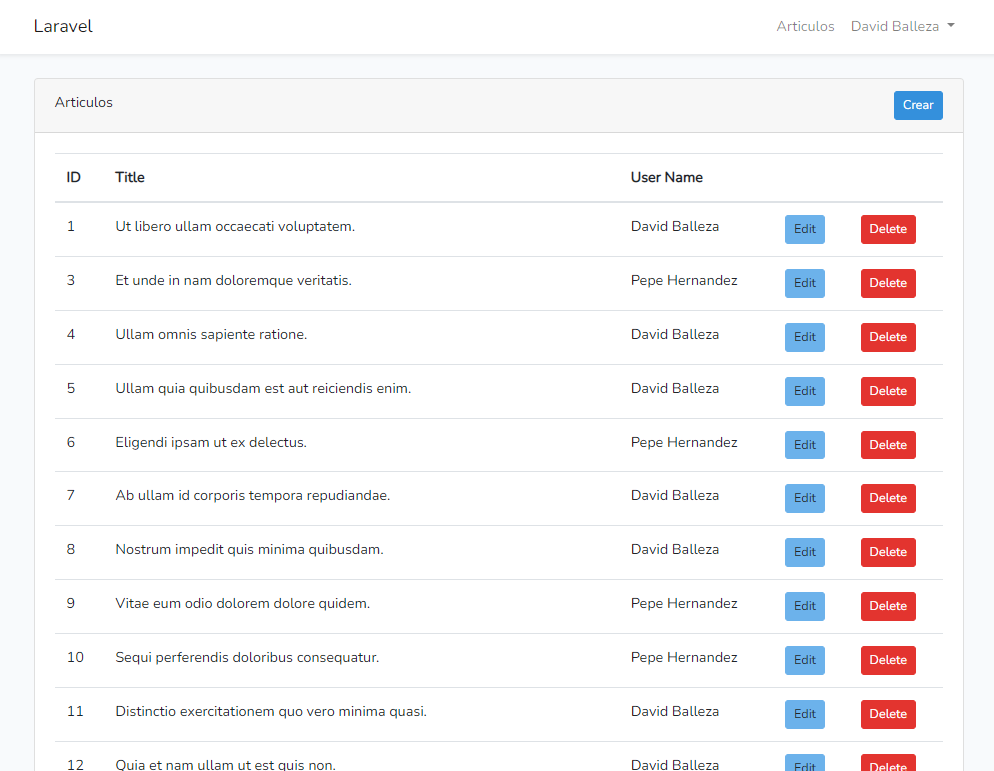 Laravel
Articulos David Balleza
Articulos Crear
ID Title User Name
1 Ut libero ullam occaecati voluptatem. David Balleza Edit Delete
3 Et unde in nam doloremque veritatis. Pepe Hernandez Edit Delete
4 Ullam omnis sapiente ratione. David Balleza Edit Delete
5 Ullam quia quibusdam est aut reiciendis enim. David Balleza Edit Delete
6 Eligendi ipsam ut ex delectus. Pepe Hernandez Edit Delete
7 Ab ullam id corporis tempora repudiandae. David Balleza Edit Delete
8 Nostrum impedit quis minima quibusdam. David Balleza Edit Delete
9 Vitae eum odio dolorem dolore quidem. Pepe Hernandez Edit Delete
10 Sequi perferendis doloribus consequatur. Pepe Hernandez Edit Delete
11 Distinctio exercitationem quo vero minima quasi. David Balleza Edit Delete
12 Quia et nam ullam ut est quis non. David Balleza Edit Delete